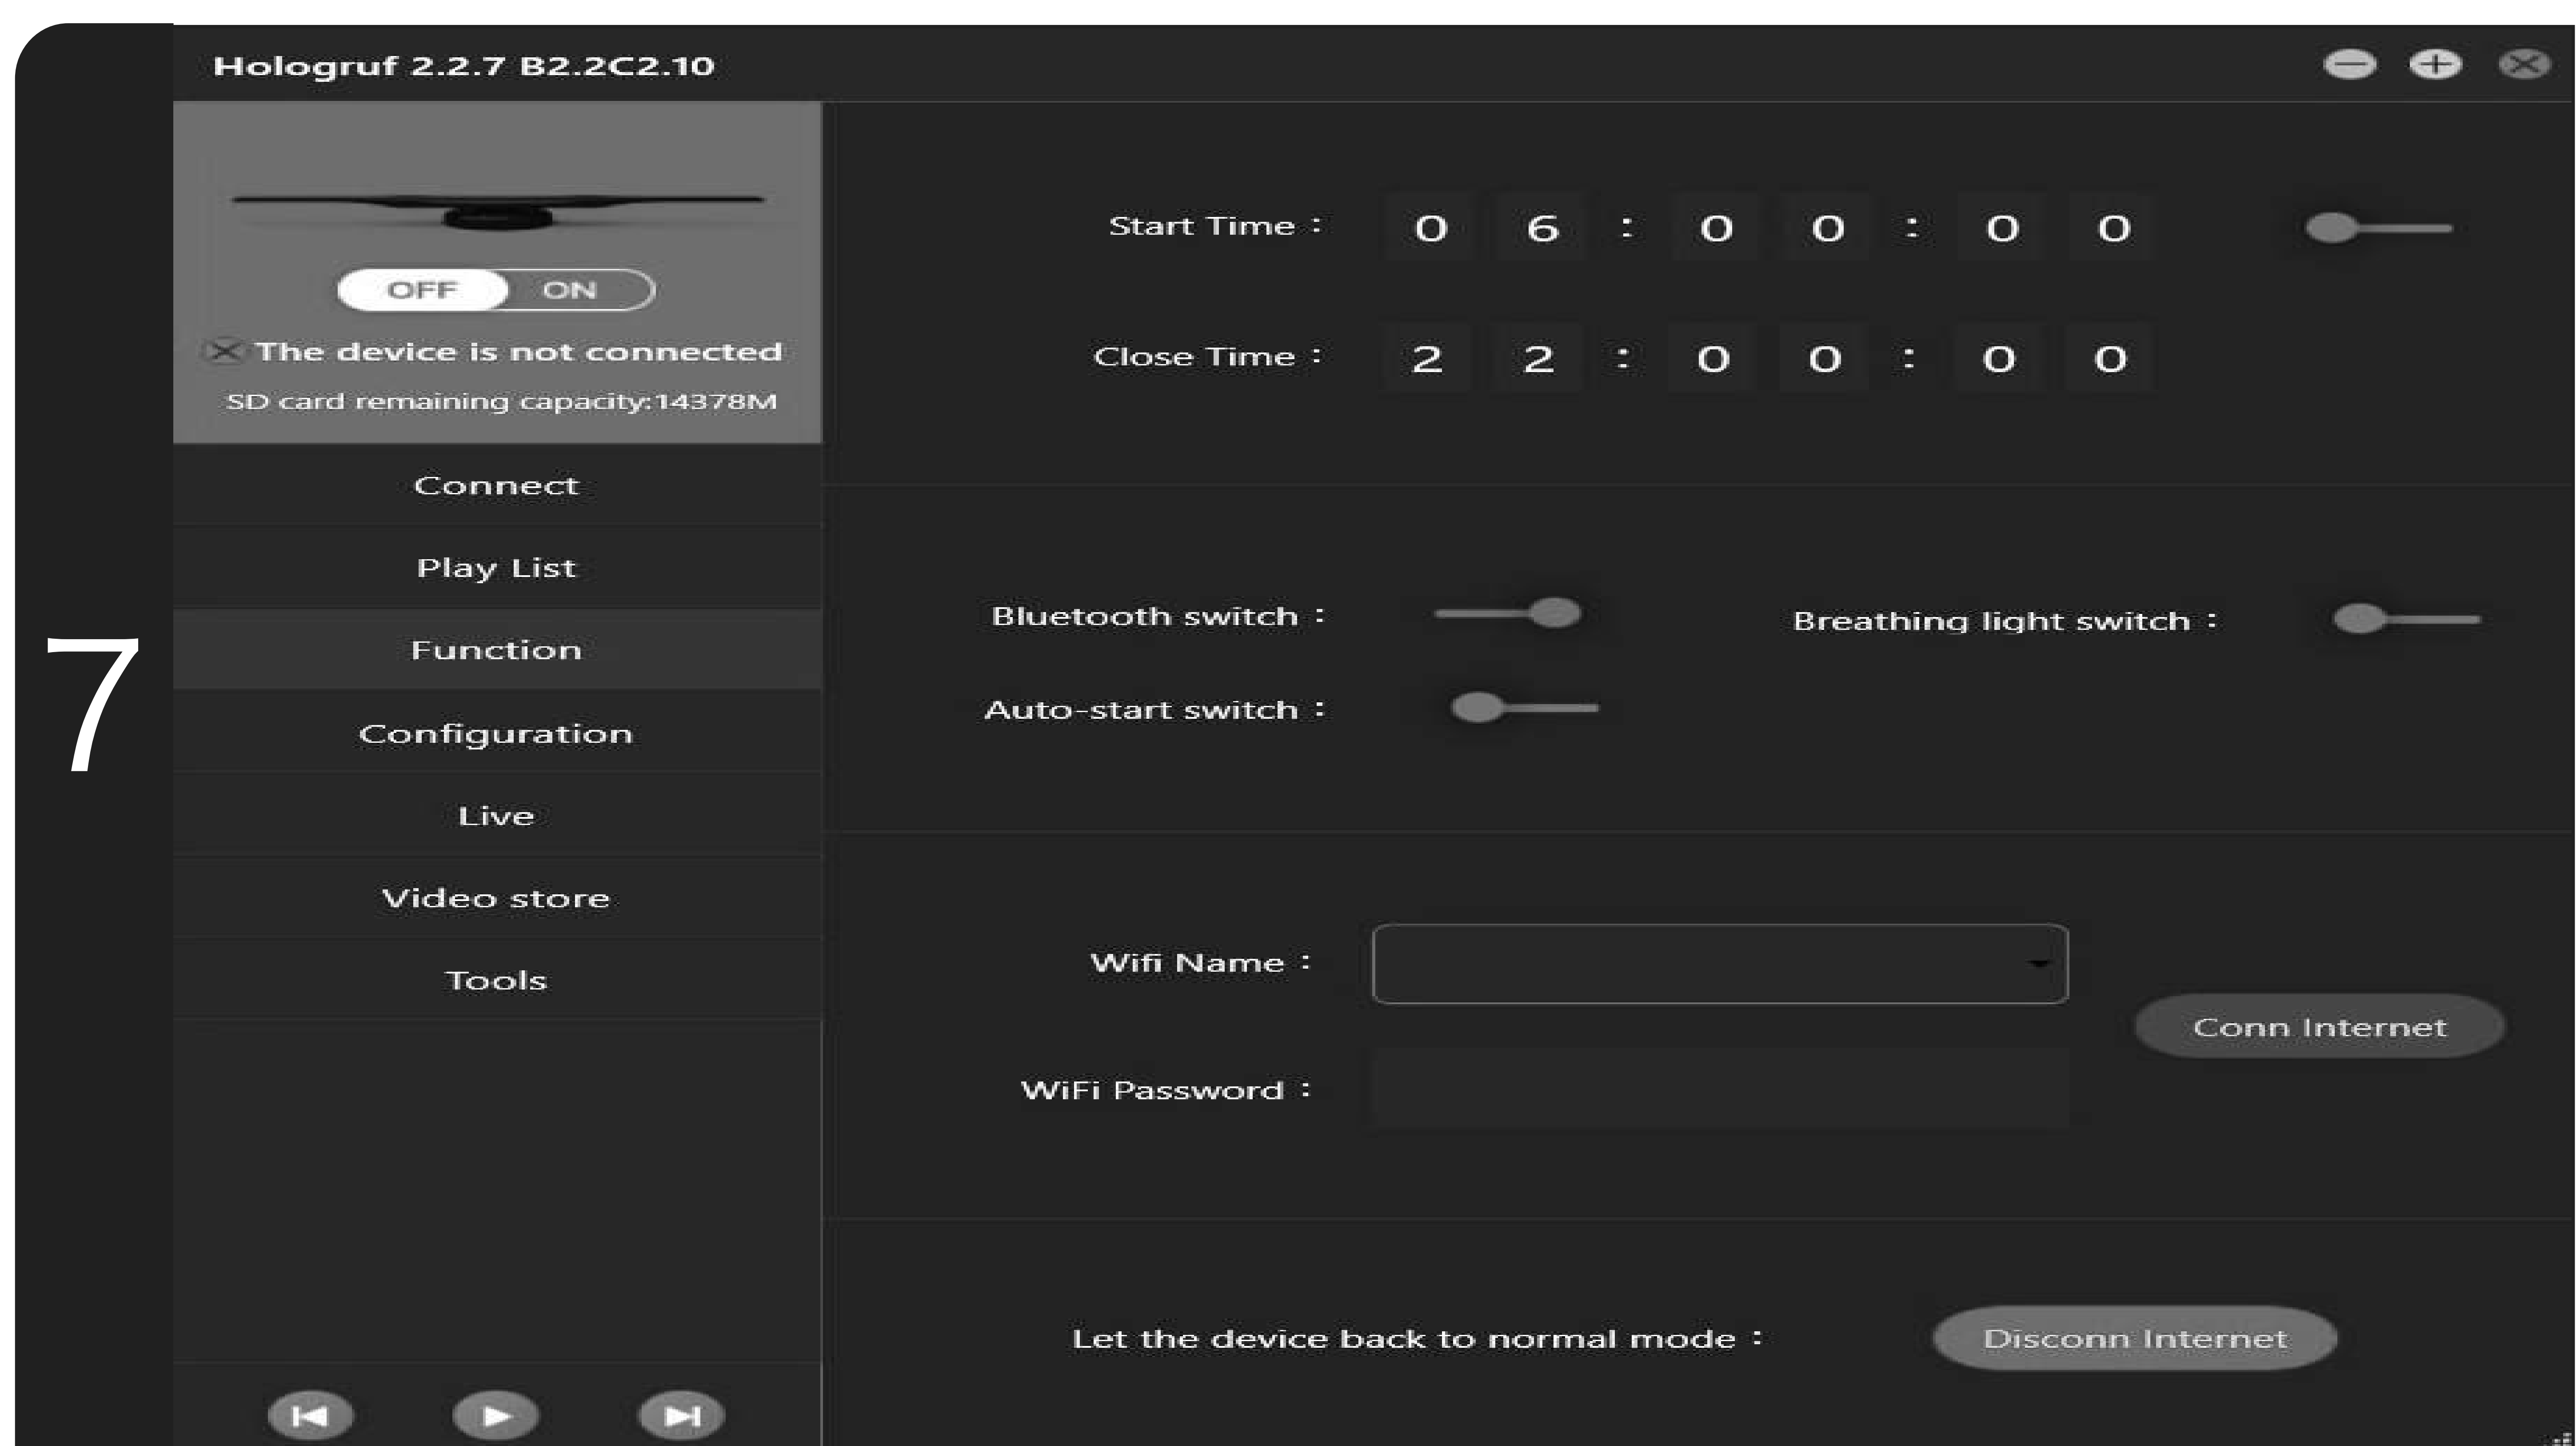 7
Hologruf 2.2.7 B2.2C2.10
OFF ON
The device is not connected
SD card remaining capacity:14378M
Connect
Play List
Function
Configuration
Live
Video store
Tools
Start Time : 0 6 : 0 0 : 0 0
Close Time : 2 2 : 0 0 : 0 0
Bluetooth switch :
Breathing light switch :
Auto-start switch :
Wifi Name :
Conn Internet
WiFi Password :
Let the device back to normal mode : Disconn Internet